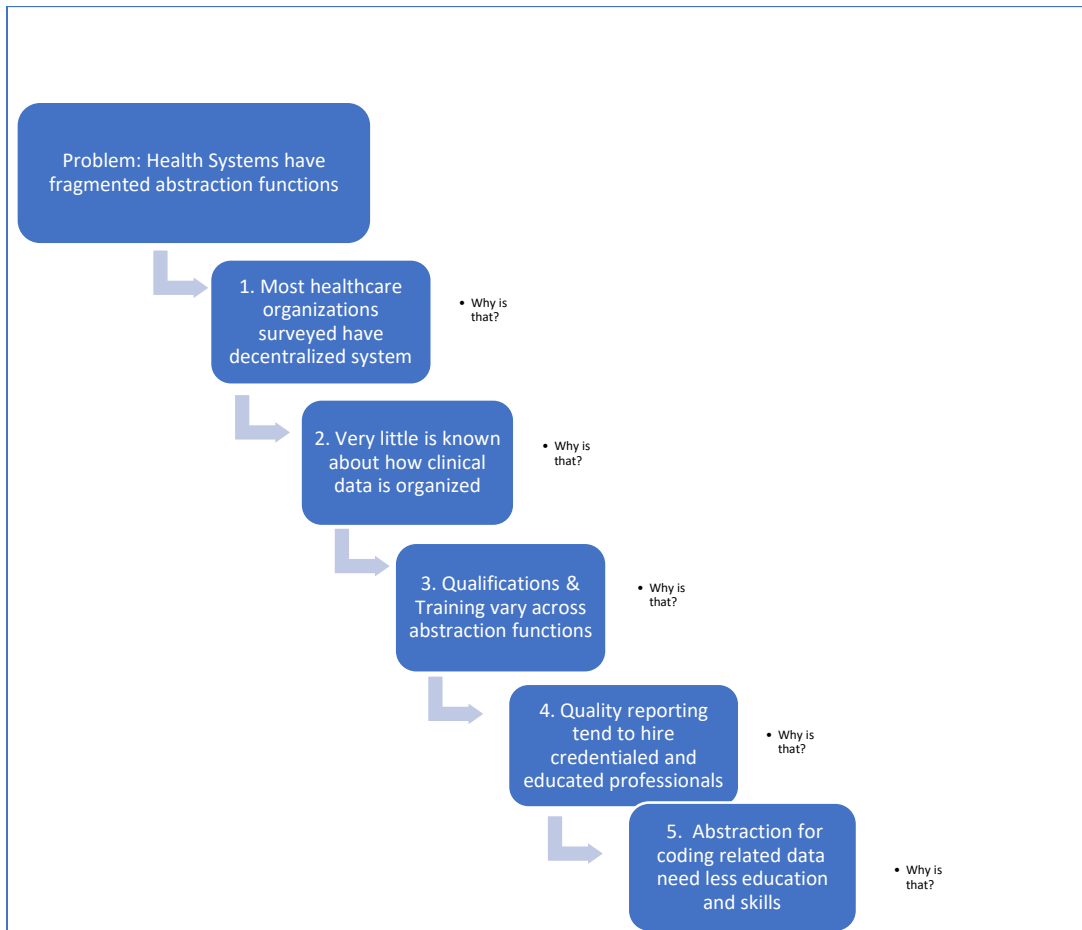 Problem: Health Systems have
fragmented abstraction functions
1. Most healthcare
organizations
surveyed have
decentralized system
• Why is
that?
2. Very little is known
about how clinical
data is organized
• Why is
that?
3. Qualifications &
Training vary across
abstraction functions
• Why is
that?
4. Quality reporting
tend to hire
credentialed and
educated professionals
• Why is
that?
5.  Abstraction for
coding related data
need less education
and skills
• Why is
that?